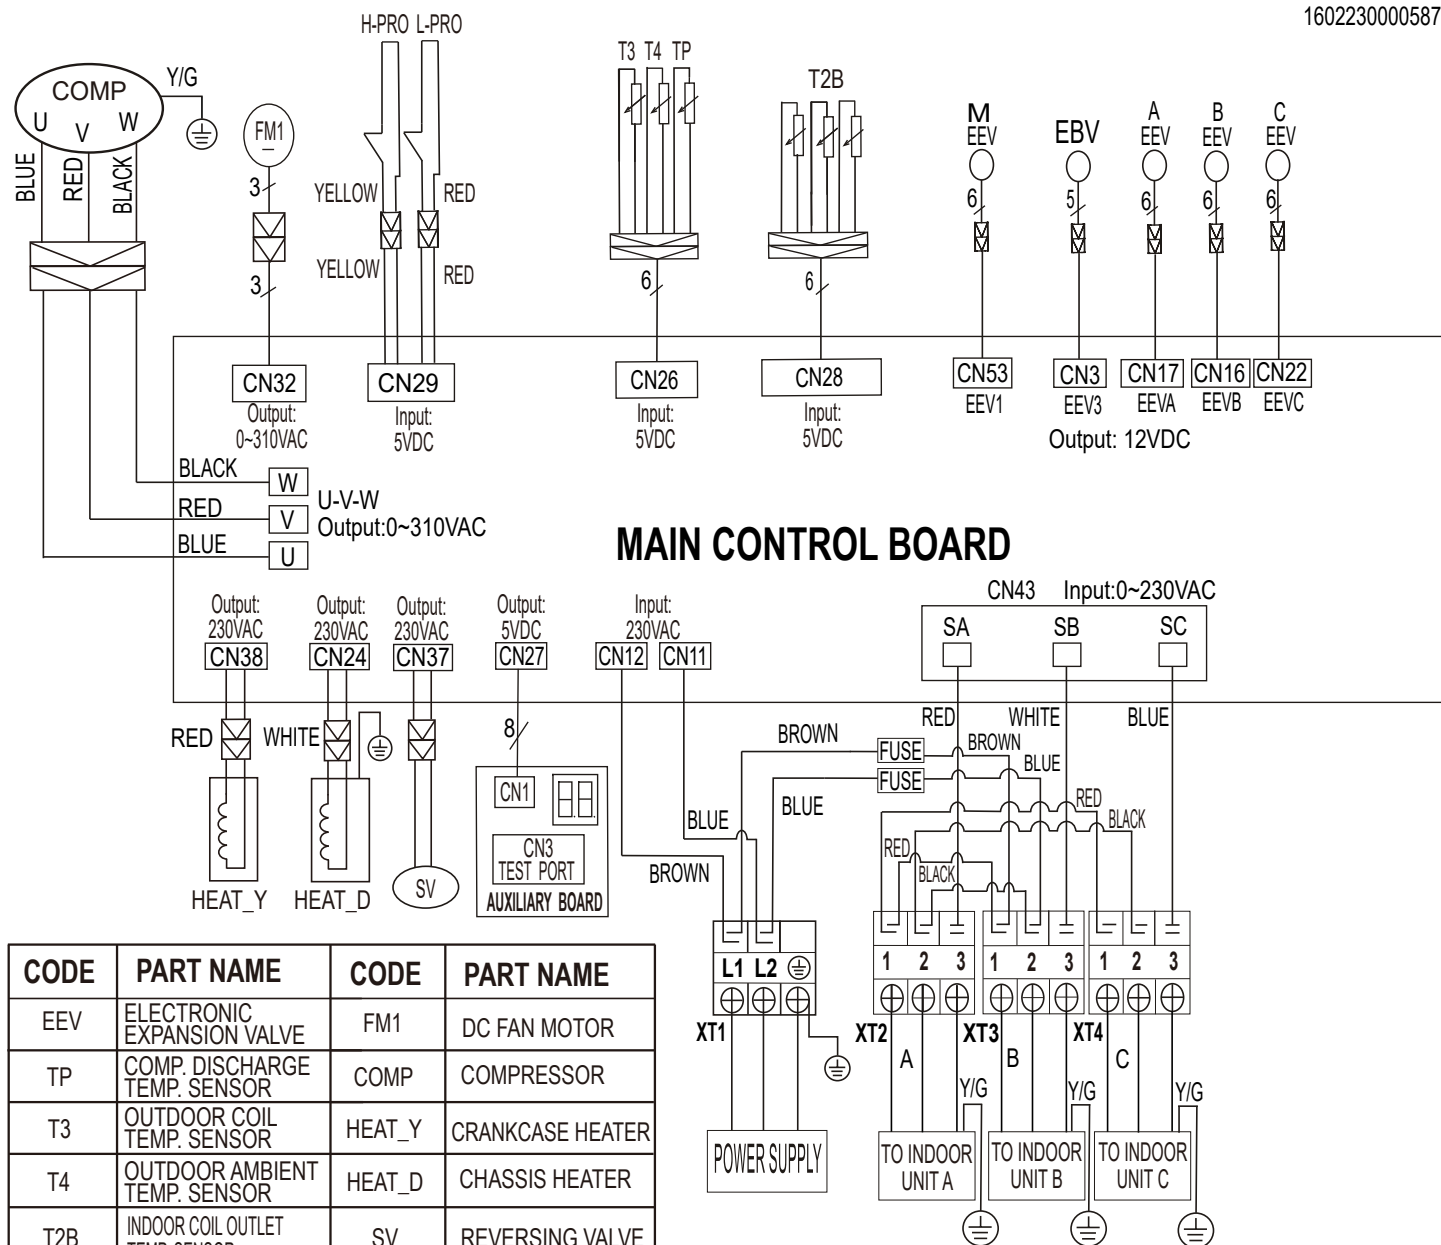 1602230000587
H-PRO L-PRO
T3 T4 TP
T2B
COMP
U V W
Y/G
FM1
M
EEV
EBV
A
EEV
B
EEV
C
EEV
BLUE
RED
BLACK
3
YELLOW
RED
6
5
6
6
6
YELLOW
RED
3
6
6
CN32
Output:
0~310VAC
CN29
Input:
5VDC
CN26
Input:
5VDC
CN28
Input:
5VDC
CN53
EEV1
CN3
EEV3
CN17
EEVA
CN16
EEVB
CN22
EEVC
Output: 12VDC
BLACK
W
RED
V
BLUE
U
U-V-W
Output:0~310VAC
MAIN CONTROL BOARD
CN43 Input:0~230VAC
SA SB SC
Output:
230VAC
CN38
Output:
230VAC
CN24
Output:
230VAC
CN37
Output:
5VDC
CN27
Input:
230VAC
CN12 CN11
RED
WHITE
8
RED
WHITE
BLUE
BROWN
FUSE
BROWN
FUSE
BLUE
BLUE
BLUE
BROWN
RED
BLACK
RED
BLACK
CN1
8.8.
CN3
TEST PORT
AUXILIARY BOARD
HEAT_Y
HEAT_D
SV
L1 L2
XT1
1 2 3
XT2
1 2 3
XT3
1 2 3
XT4
A
B
C
Y/G
Y/G
Y/G
POWER SUPPLY
TO INDOOR
UNIT A
TO INDOOR
UNIT B
TO INDOOR
UNIT C
CODE PART NAME CODE PART NAME
EEV ELECTRONIC
EXPANSION VALVE FM1 DC FAN MOTOR
TP COMP. DISCHARGE
TEMP. SENSOR COMP COMPRESSOR
T3 OUTDOOR COIL
TEMP. SENSOR HEAT_Y CRANKCASE HEATER
T4 OUTDOOR AMBIENT
TEMP. SENSOR HEAT_D CHASSIS HEATER
T2B INDOOR COIL OUTLET
SV REVERSING VALVE